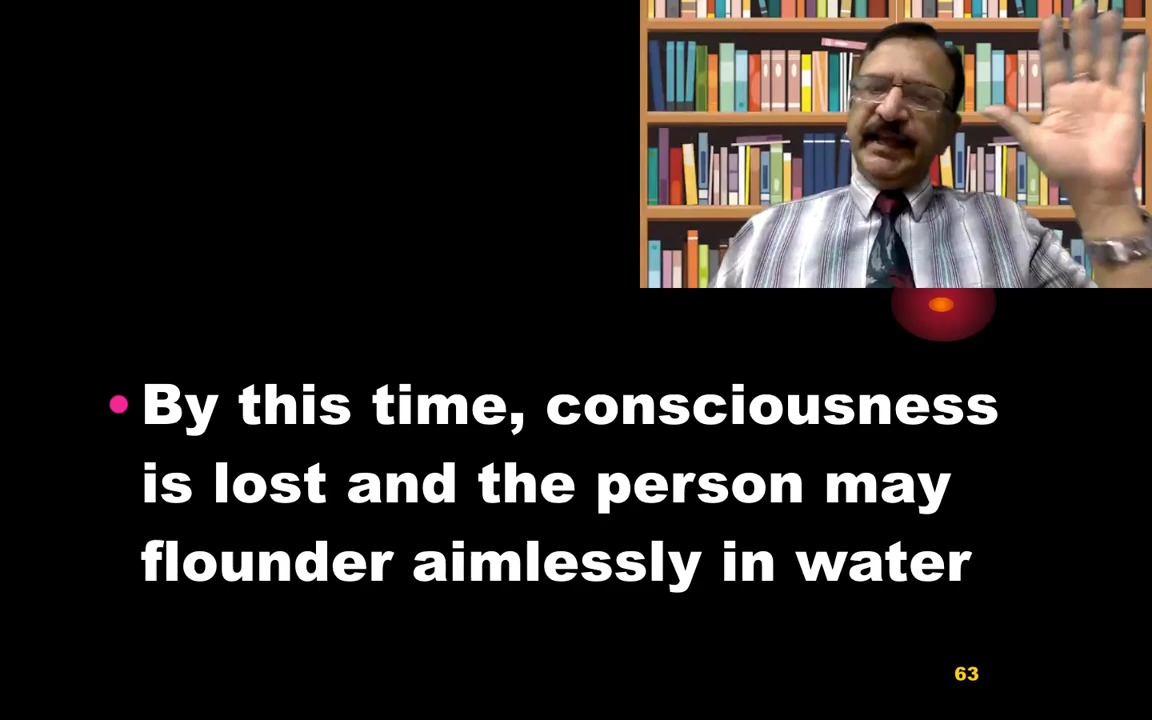 • By this time, consciousness
is lost and the person may
flounder aimlessly in water
63